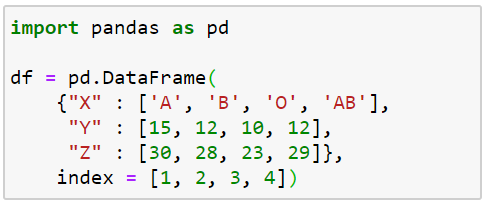 import pandas as pd
df = pd.DataFrame(
{"X" : ['A', 'B', 'O', 'AB'],
"Y" : [15, 12, 10, 12],
"Z" : [30, 28, 23, 29]},
index = [1, 2, 3, 4])